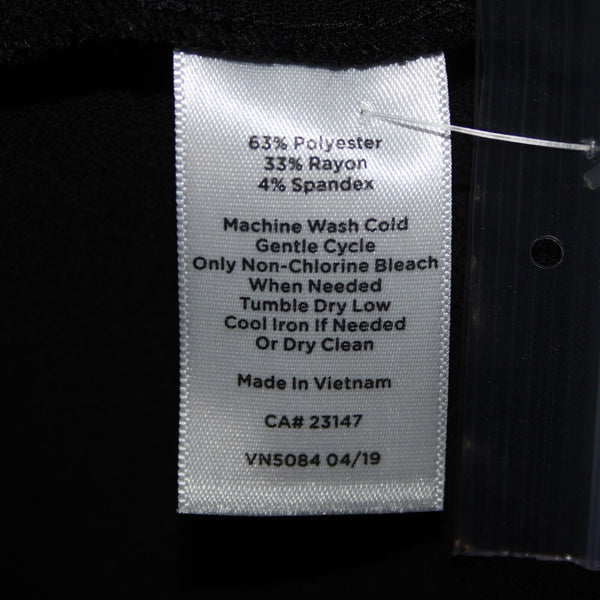 63% Polyester
33% Rayon
4% Spandex
Machine Wash Cold
Gentle Cycle
Only Non-Chlorine Bleach
When Needed
Tumble Dry Low
Cool Iron If Needed
Or Dry Clean
Made In Vietnam
CA# 23147
VN5084 04/19